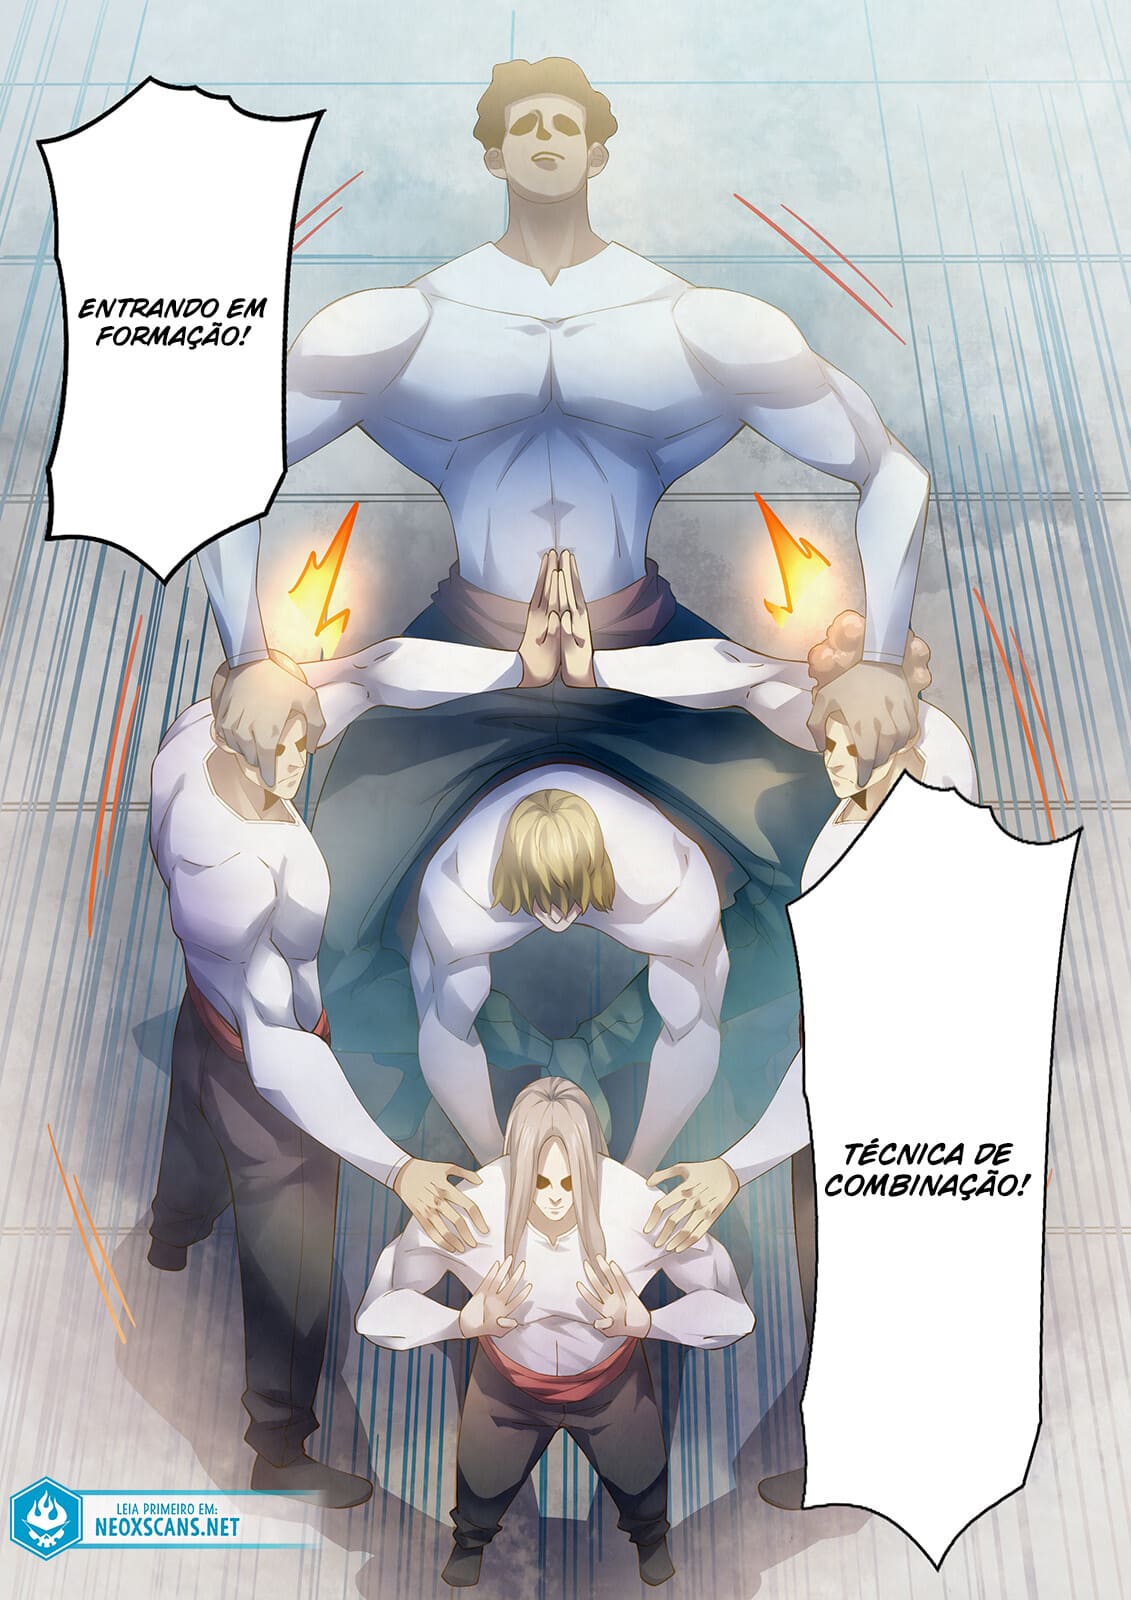 ENTRANDO EM
FORMAÇÃO!
TÉCNICA DE
COMBINAÇÃO!
LEIA PRIMEIRO EM:
NEOXSCANS.NET